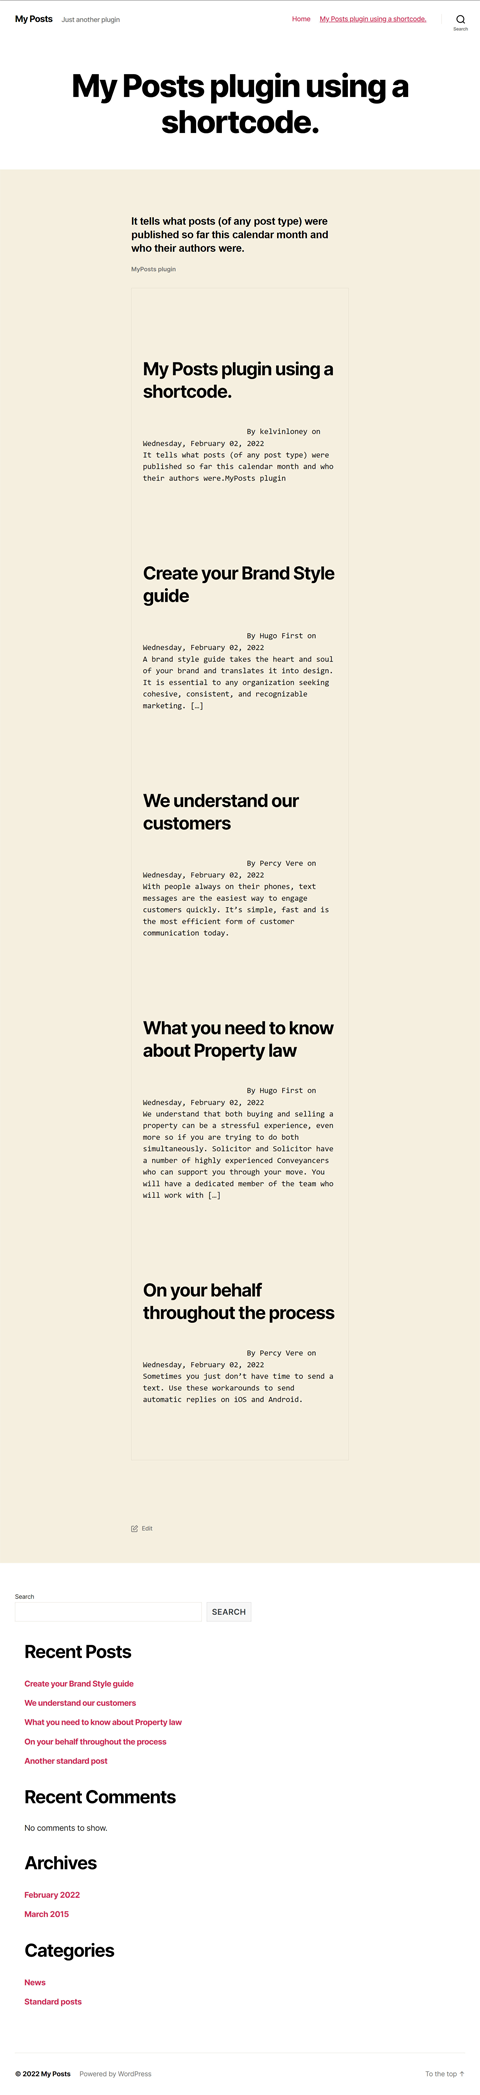 My Posts Just another plugin Home My Posts plugin using a shortcode. Search
My Posts plugin using a
shortcode.
It tells what posts (of any post type) were
published so far this calendar month and
who their authors were.
MyPosts plugin
My Posts plugin using a
shortcode.
By kelvinloney on
Wednesday, February 02, 2022
It tells what posts (of any post type) were
published so far this calendar month and who
their authors were.MyPosts plugin
Create your Brand Style
guide
By Hugo First on
Wednesday, February 02, 2022
A brand style guide takes the heart and soul
of your brand and translates it into design.
It is essential to any organization seeking
cohesive, consistent, and recognizable
marketing. […]
We understand our
customers
By Percy Vere on
Wednesday, February 02, 2022
With people always on their phones, text
messages are the easiest way to engage
customers quickly. It’s simple, fast and is
the most efficient form of customer
communication today.
What you need to know
about Property law
By Hugo First on
Wednesday, February 02, 2022
We understand that both buying and selling a
property can be a stressful experience, even
more so if you are trying to do both
simultaneously. Solicitor and Solicitor have
a number of highly experienced Conveyancers
who can support you through your move. You
will have a dedicated member of the team who
will work with […]
On your behalf
throughout the process
By Percy Vere on
Wednesday, February 02, 2022
Sometimes you just don’t have time to send a
text. Use these workarounds to send
automatic replies on iOS and Android.
Edit
Search
SEARCH
Recent Posts
Create your Brand Style guide
We understand our customers
What you need to know about Property law
On your behalf throughout the process
Another standard post
Recent Comments
No comments to show.
Archives
February 2022
March 2015
Categories
News
Standard posts
© 2022 My Posts Powered by WordPress To the top ↑